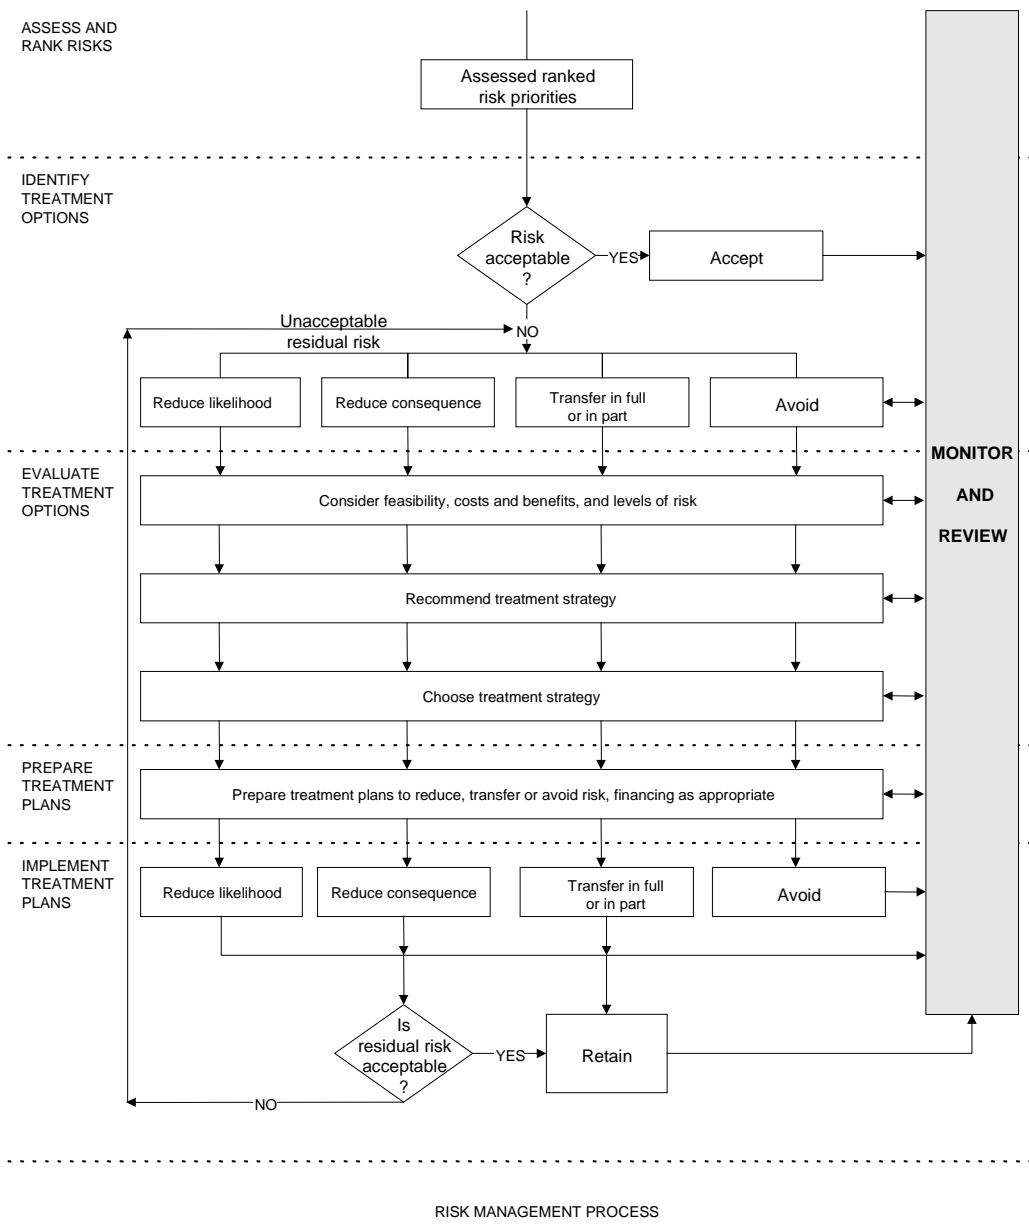 ASSESS AND
RANK RISKS
Assessed ranked
risk priorities
IDENTIFY
TREATMENT
OPTIONS
Risk
acceptable
?
YES
Accept
Unacceptable
residual risk
NO
Reduce likelihood
Reduce consequence
Transfer in full
or in part
Avoid
MONITOR
AND
REVIEW
EVALUATE
TREATMENT
OPTIONS
Consider feasibility, costs and benefits, and levels of risk
Recommend treatment strategy
Choose treatment strategy
PREPARE
TREATMENT
PLANS
Prepare treatment plans to reduce, transfer or avoid risk, financing as appropriate
IMPLEMENT
TREATMENT
PLANS
Reduce likelihood
Reduce consequence
Transfer in full
or in part
Avoid
Is
residual risk
acceptable
?
YES
Retain
NO
RISK MANAGEMENT PROCESS